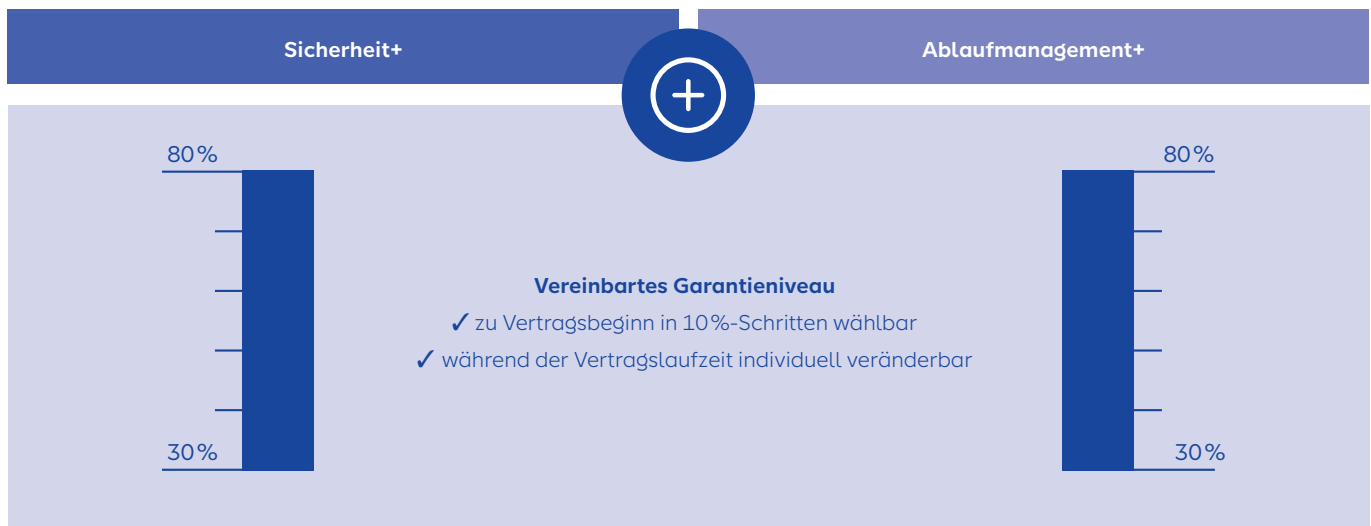 Sicherheit+
Ablaufmanagement+
80 %
80 %
Vereinbartes Garantieniveau
✓ zu Vertragsbeginn in 10 %-Schritten wählbar
✓ während der Vertragslaufzeit individuell veränderbar
30 %
30 %